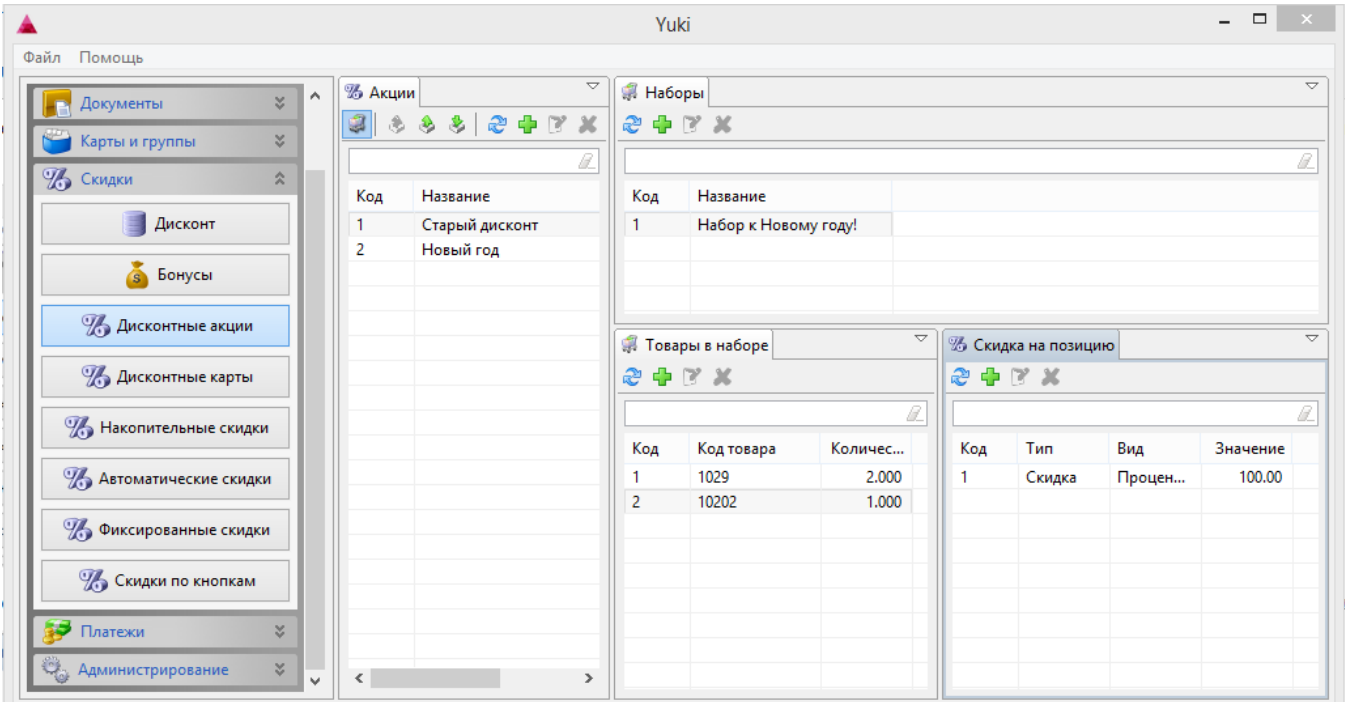 Yuki
Файл Помощь
Документы
Карты и группы
Скидки
Дисконт
Бонусы
Дисконтные акции
Дисконтные карты
Накопительные скидки
Автоматические скидки
Фиксированные скидки
Скидки по кнопкам
Платежи
Администрирование
Акции
Код Название
1 Старый дисконт
2 Новый год
Наборы
Код Название
1 Набор к Новому году!
Товары в наборе
Код Код товара Количес...
1 1029 2.000
2 10202 1.000
Скидка на позицию
Код Тип Вид Значение
1 Скидка Процен... 100.00